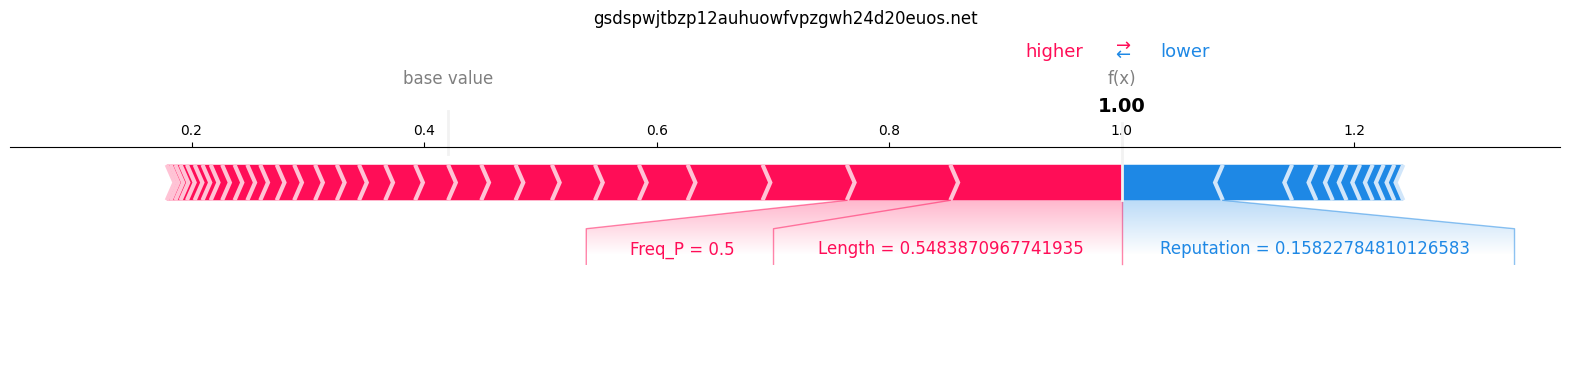 gsdspwjtbzp12auhuowfvpzgwh24d20euos.net
higher ⇄ lower
base value f(x)
1.00
0.2 0.4 0.6 0.8 1.0 1.2
Freq_P = 0.5 Length = 0.5483870967741935 Reputation = 0.15822784810126583